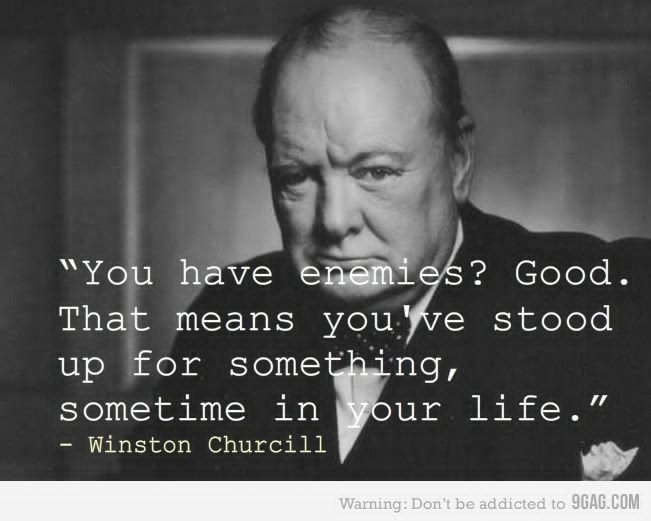 “You have enemies? Good.
That means you've stood
up for something,
sometime in your life.”
– Winston Churcill
Warning: Don't be addicted to 9GAG.COM